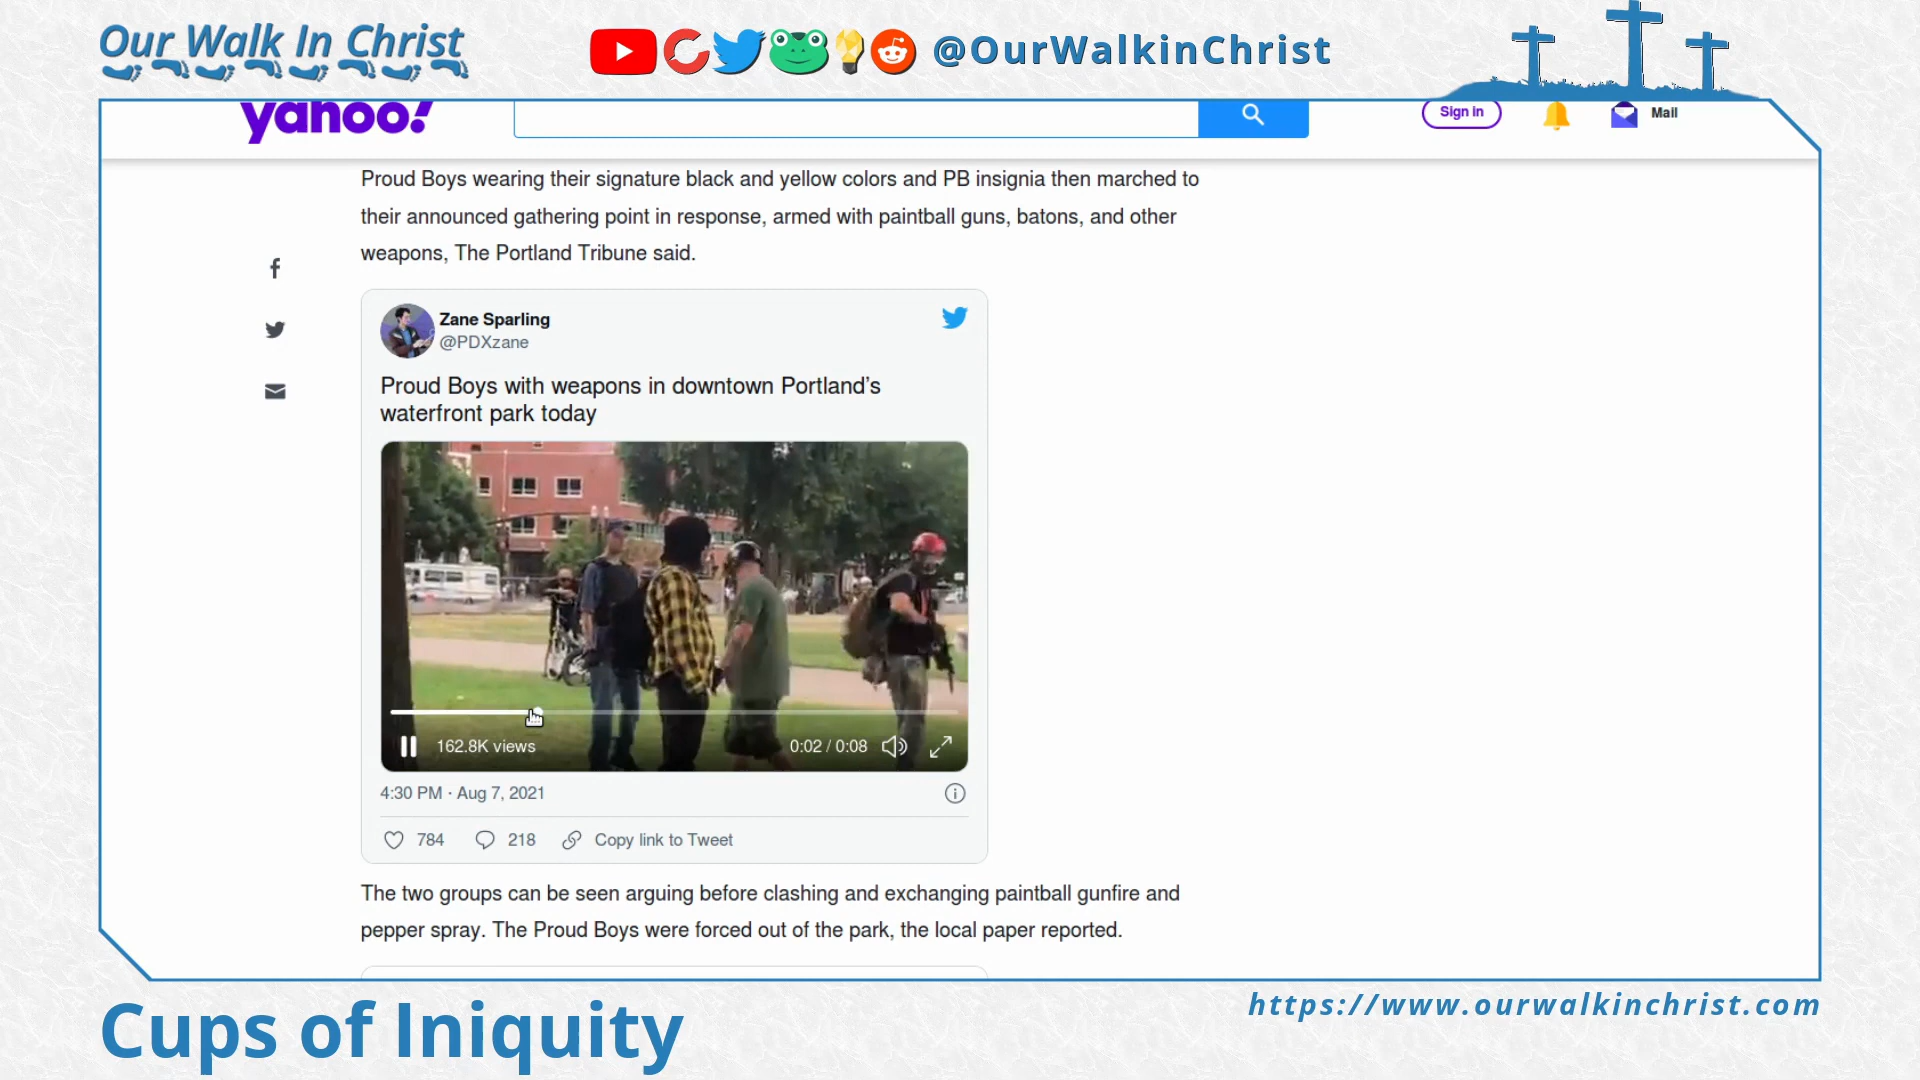 Our Walk In Christ
@OurWalkinChrist
yahoo!
Sign in
Mail
Proud Boys wearing their signature black and yellow colors and PB insignia then marched to
their announced gathering point in response, armed with paintball guns, batons, and other
weapons, The Portland Tribune said.
Zane Sparling
@PDXzane
Proud Boys with weapons in downtown Portland’s
waterfront park today
162.8K views
0:02 / 0:08
4:30 PM · Aug 7, 2021
784
218
Copy link to Tweet
The two groups can be seen arguing before clashing and exchanging paintball gunfire and
pepper spray. The Proud Boys were forced out of the park, the local paper reported.
Cups of Iniquity
https://www.ourwalkinchrist.com